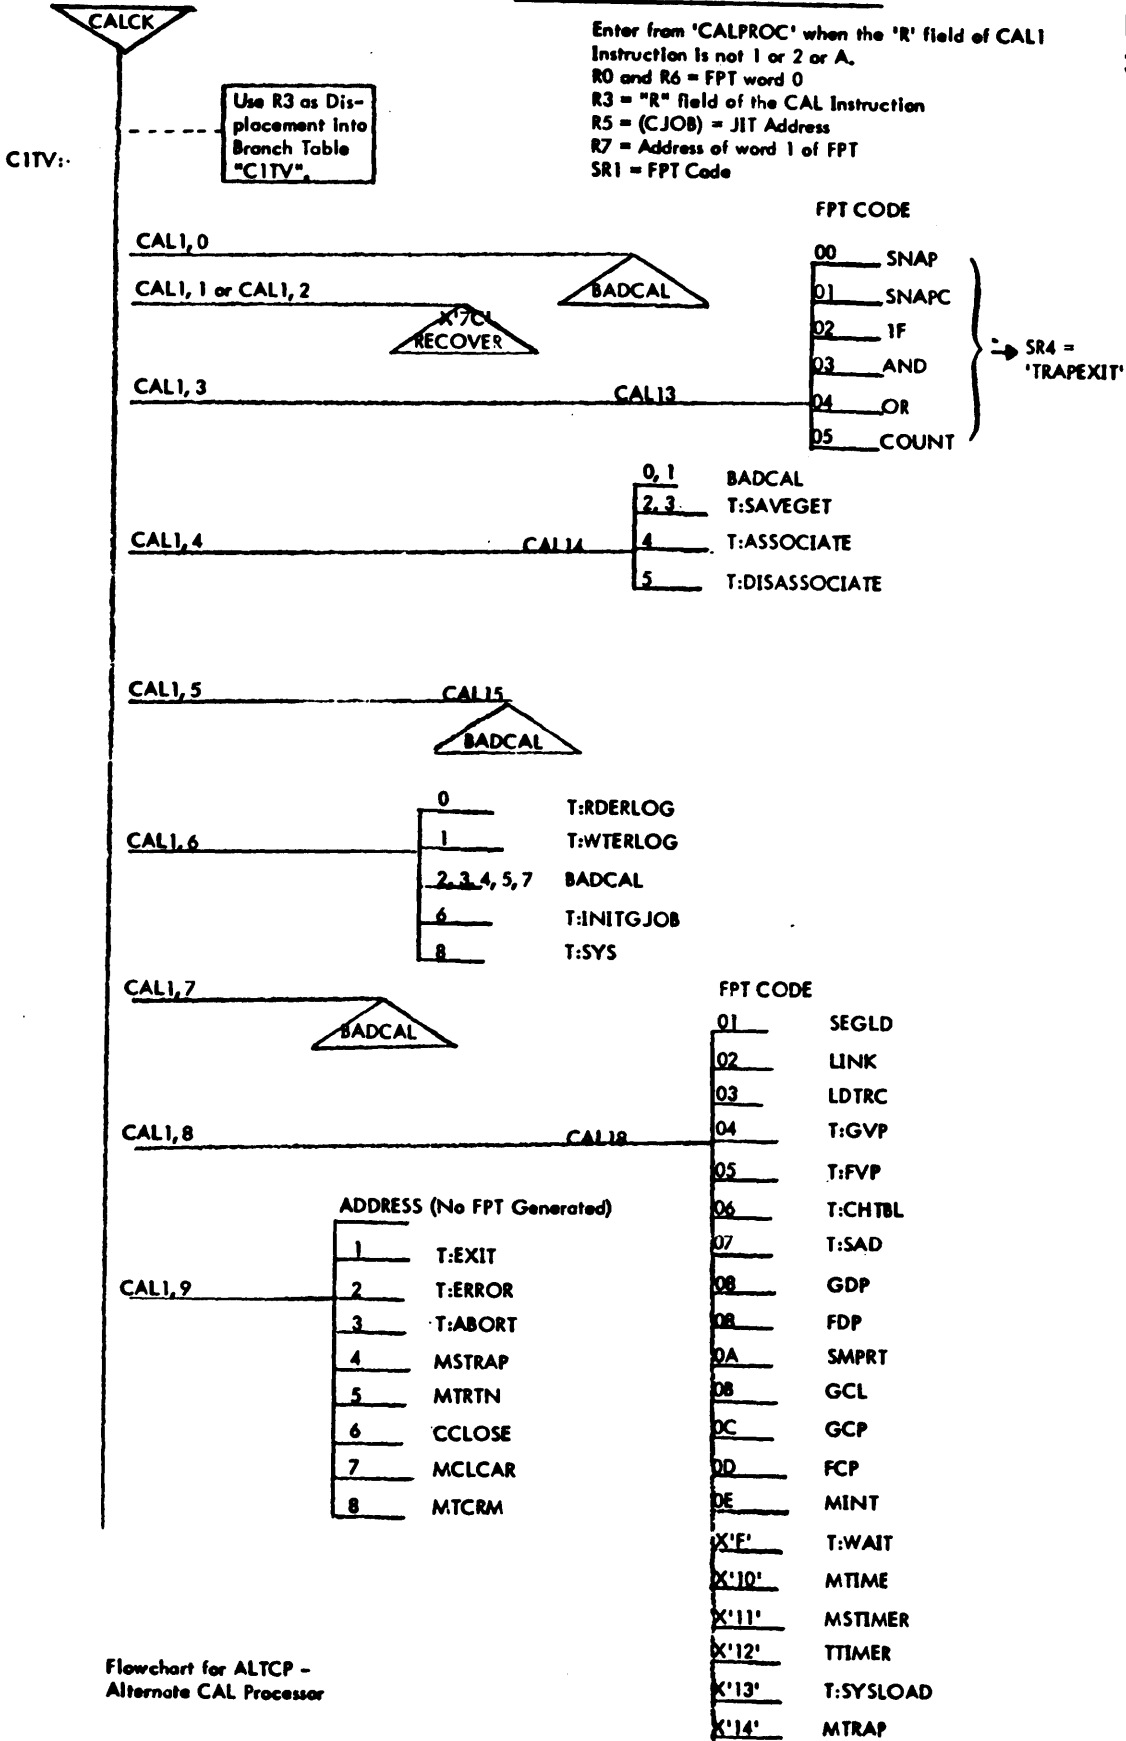 CALCK
Enter from 'CALPROC' when the 'R' field of CAL1
Instruction is not 1 or 2 or A.
R0 and R6 = FPT word 0
R3 = "R" field of the CAL Instruction
R5 = (CJOB) = JIT Address
R7 = Address of word 1 of FPT
SR1 = FPT Code
Use R3 as Dis-
placement into
Branch Table
"C1TV".
C1TV:
FPT CODE
CAL1, 0
BADCAL
CAL1, 1 or CAL1, 2
X'7C'
RECOVER
CAL1, 3
CAL13
00 SNAP
01 SNAPC
02 IF
03 AND
04 OR
05 COUNT
SR4 =
'TRAPEXIT'
CAL1, 4
CAL14
0, 1 BADCAL
2, 3 T:SAVEGET
4 T:ASSOCIATE
5 T:DISASSOCIATE
CAL1, 5
CAL15
BADCAL
CAL1, 6
0 T:RDERLOG
1 T:WTERLOG
2, 3, 4, 5, 7 BADCAL
6 T:INITGJOB
8 T:SYS
CAL1, 7
BADCAL
CAL1, 8
CAL18
FPT CODE
01 SEGLD
02 LINK
03 LDTRC
04 T:GVP
05 T:FVP
06 T:CHTBL
07 T:SAD
08 GDP
08 FDP
0A SMPRT
0B GCL
0C GCP
0D FCP
0E MINT
X'F' T:WAIT
X'10' MTIME
X'11' MSTIMER
X'12' TTIMER
X'13' T:SYSLOAD
X'14' MTRAP
ADDRESS (No FPT Generated)
CAL1, 9
1 T:EXIT
2 T:ERROR
3 T:ABORT
4 MSTRAP
5 MTRTN
6 CCLOSE
7 MCLCAR
8 MTCRM
Flowchart for ALTCP -
Alternate CAL Processor